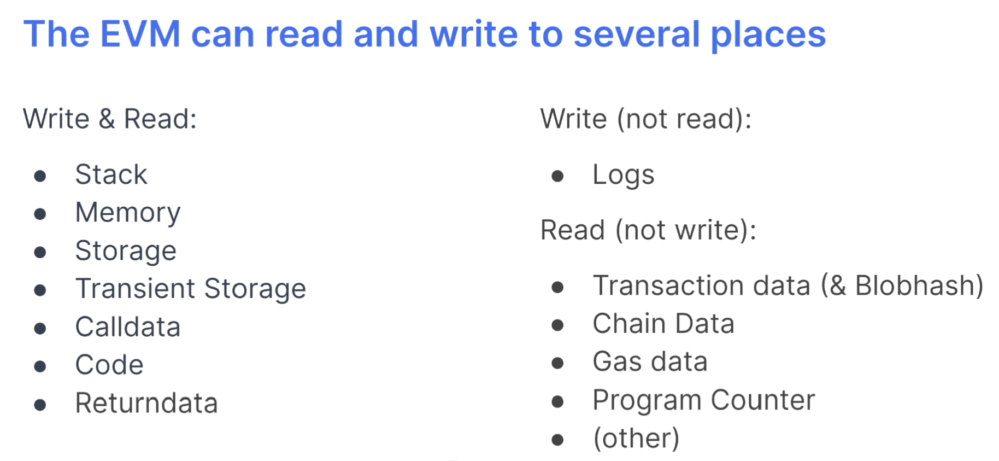 The EVM can read and write to several places
Write & Read:
● Stack
● Memory
● Storage
● Transient Storage
● Calldata
● Code
● Returndata
Write (not read):
● Logs
Read (not write):
● Transaction data (& Blobhash)
● Chain Data
● Gas data
● Program Counter
● (other)